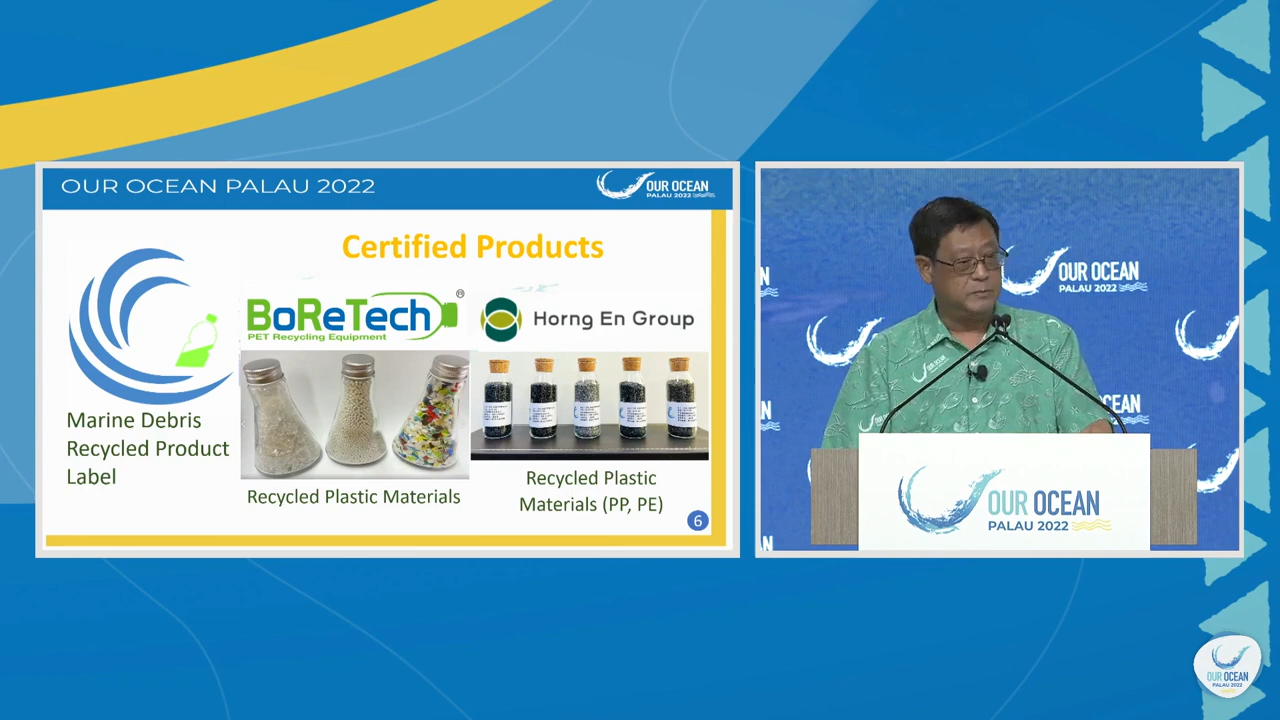 OUR OCEAN PALAU 2022
OUR OCEAN
PALAU 2022
Certified Products
BoReTech®
PET Recycling Equipment
Horng En Group
Marine Debris
Recycled Product
Label
Recycled Plastic Materials
Recycled Plastic
Materials (PP, PE)
6
OUR OCEAN
PALAU 2022
OCEAN
CEAN
OUR OCEAN
PALAU 2022
OUR OCEAN
PALAU 2022